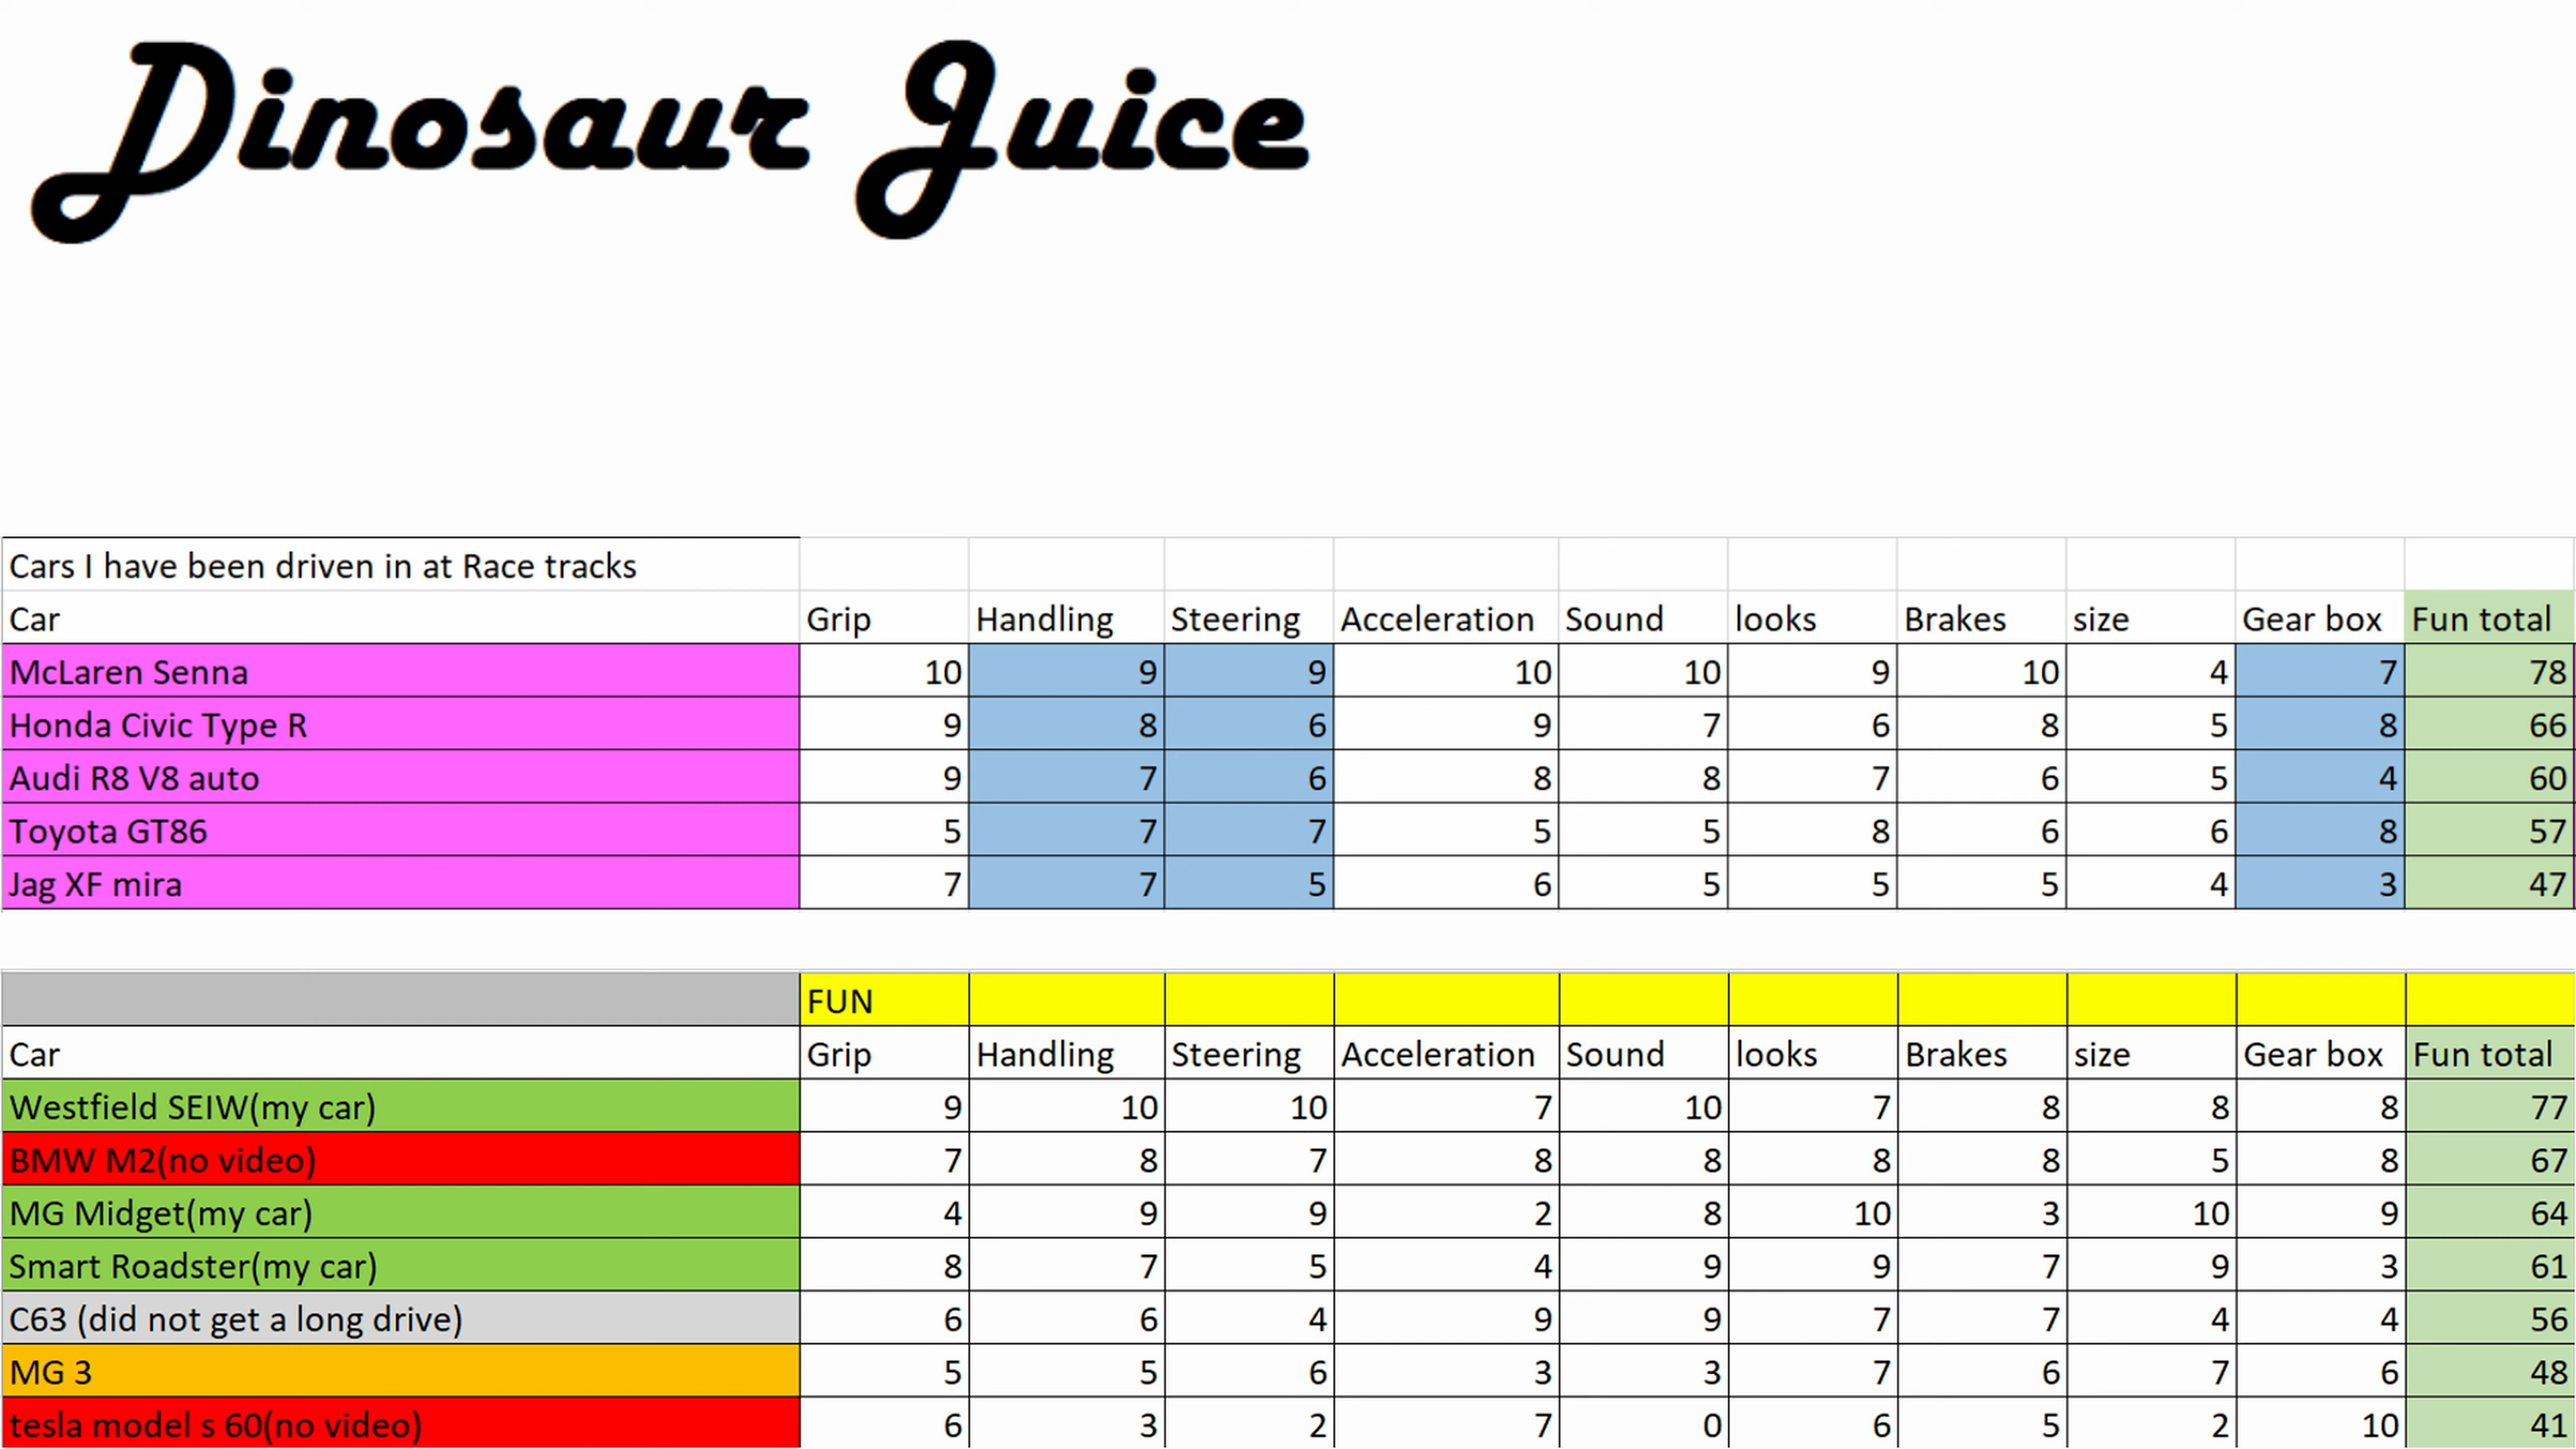 Dinosaur Juice
Cars I have been driven in at Race tracks
Car Grip Handling Steering Acceleration Sound looks Brakes size Gear box Fun total
McLaren Senna 10 9 9 10 10 9 10 4 7 78
Honda Civic Type R 9 8 6 9 7 6 8 5 8 66
Audi R8 V8 auto 9 7 6 8 8 7 6 5 4 60
Toyota GT86 5 7 7 5 5 8 6 6 8 57
Jag XF mira 7 7 5 6 5 5 5 4 3 47
FUN
Car Grip Handling Steering Acceleration Sound looks Brakes size Gear box Fun total
Westfield SEIW(my car) 9 10 10 7 10 7 8 8 8 77
BMW M2(no video) 7 8 7 8 8 8 8 5 8 67
MG Midget(my car) 4 9 9 2 8 10 3 10 9 64
Smart Roadster(my car) 8 7 5 4 9 9 7 9 3 61
C63 (did not get a long drive) 6 6 4 9 9 7 7 4 4 56
MG 3 5 5 6 3 3 7 6 7 6 48
tesla model s 60(no video) 6 3 2 7 0 6 5 2 10 41